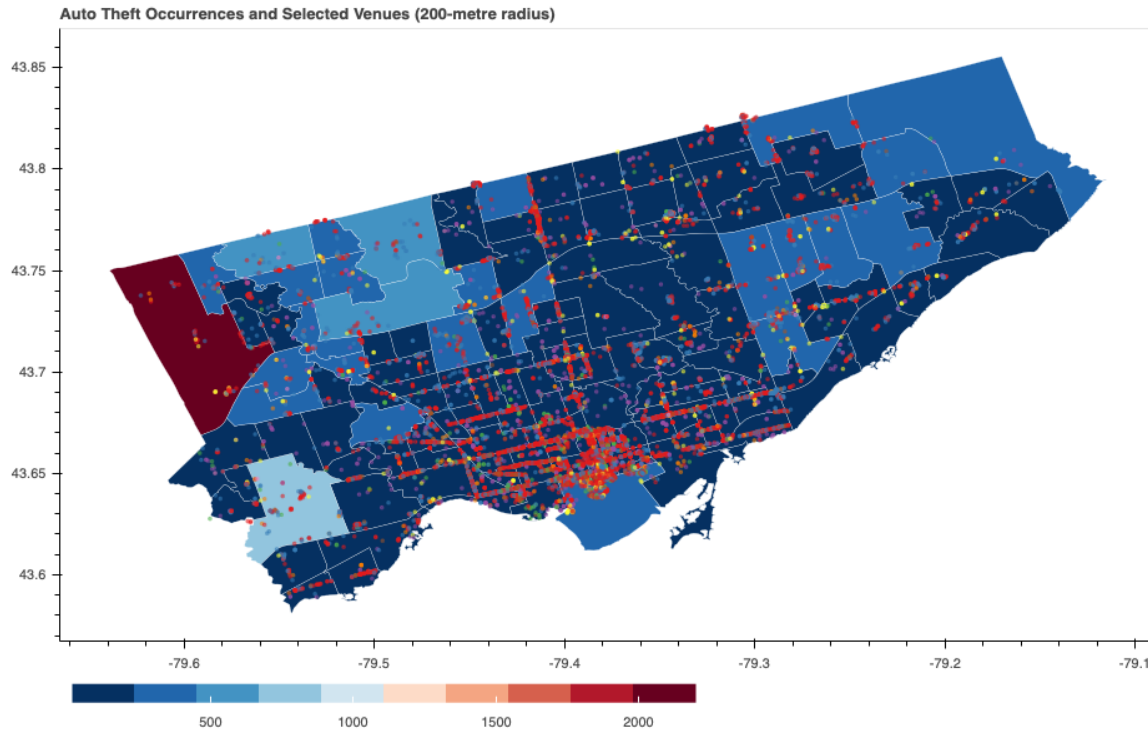 Auto Theft Occurrences and Selected Venues (200-metre radius)
43.85
43.8
43.75
43.7
43.65
43.6
-79.6 -79.5 -79.4 -79.3 -79.2 -79.1
500 1000 1500 2000